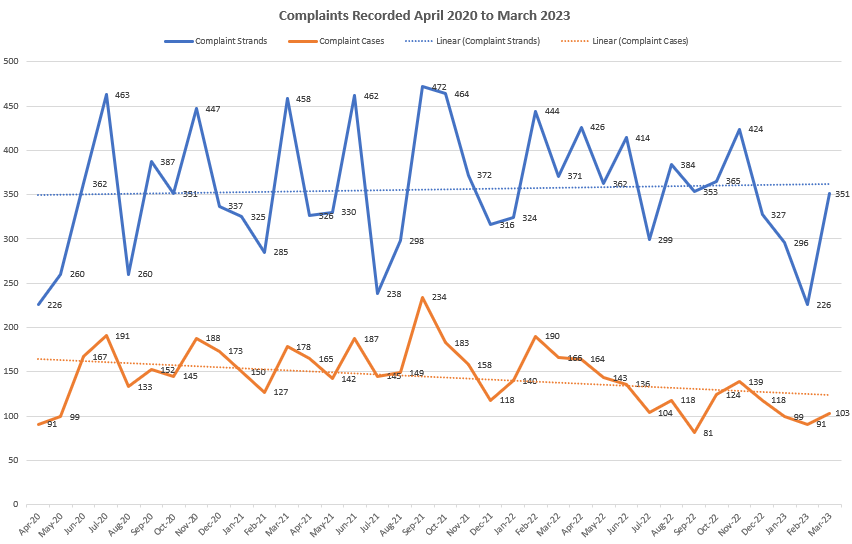 Complaints Recorded April 2020 to March 2023
Complaint Strands Complaint Cases Linear (Complaint Strands) Linear (Complaint Cases)
500
450
400
350
300
250
200
150
100
50
0
226 260 362 463 260 387 351 447 337 325 285 458 326 330 462 238 298 472 464 372 316 324 444 371 426 362 414 299 384 353 365 424 327 296 226 351
91 99 167 191 133 152 145 188 173 150 127 178 165 142 187 145 149 234 183 158 118 140 190 166 164 143 136 104 118 81 124 139 118 99 91 103
Apr-20 May-20 Jun-20 Jul-20 Aug-20 Sep-20 Oct-20 Nov-20 Dec-20 Jan-21 Feb-21 Mar-21 Apr-21 May-21 Jun-21 Jul-21 Aug-21 Sep-21 Oct-21 Nov-21 Dec-21 Jan-22 Feb-22 Mar-22 Apr-22 May-22 Jun-22 Jul-22 Aug-22 Sep-22 Oct-22 Nov-22 Dec-22 Jan-23 Feb-23 Mar-23